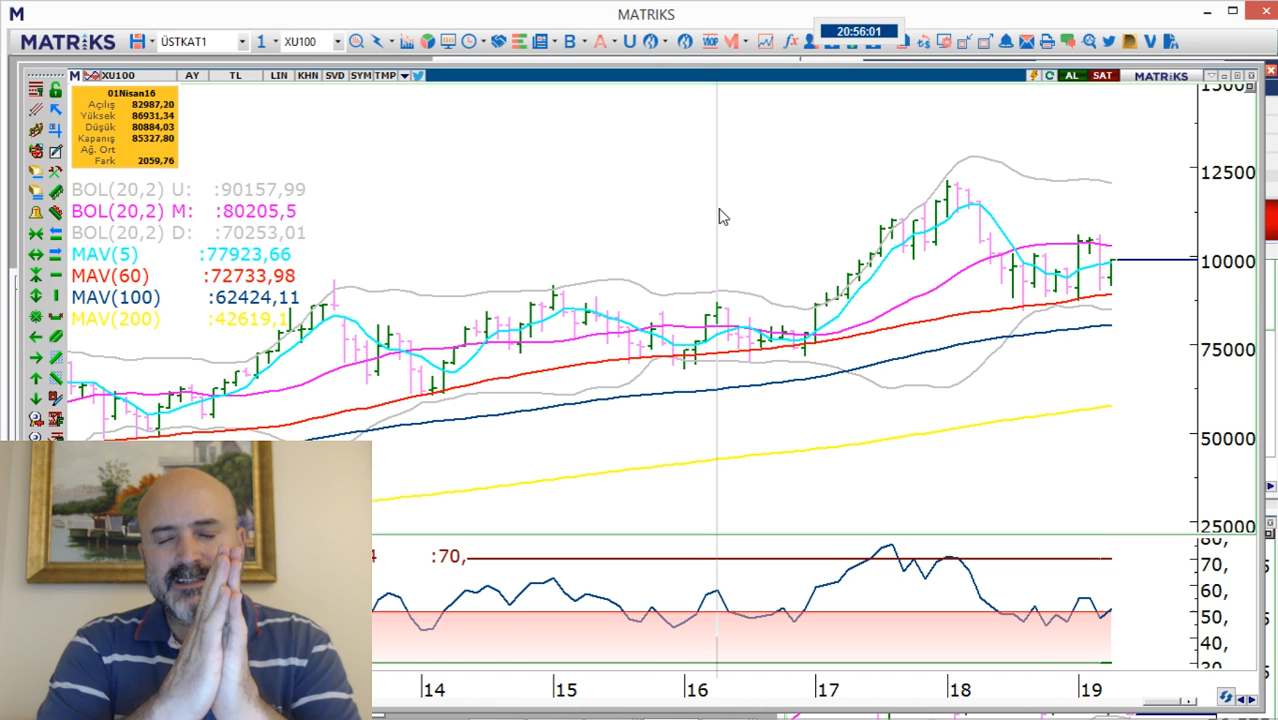 MATRIKS
20:56:01
MATRIKS ÜSTKAT1 1 XU100
XU100 AY TL LIN KHN SVD SYM TMP AL SAT MATRIKS
01Nisan16
Açılış 82987,20
Yüksek 86931,34
Düşük 80884,03
Kapanış 85327,80
Ağ. Ort
Fark 2059,76
BOL(20,2) U: :90157,99
BOL(20,2) M: :80205,5
BOL(20,2) D: :70253,01
MAV(5) :77923,66
MAV(60) :72733,98
MAV(100) :62424,11
MAV(200) :42619,1
12500
10000
75000
50000
25000
:70,
80,
70,
60,
50,
40,
30
14 15 16 17 18 19